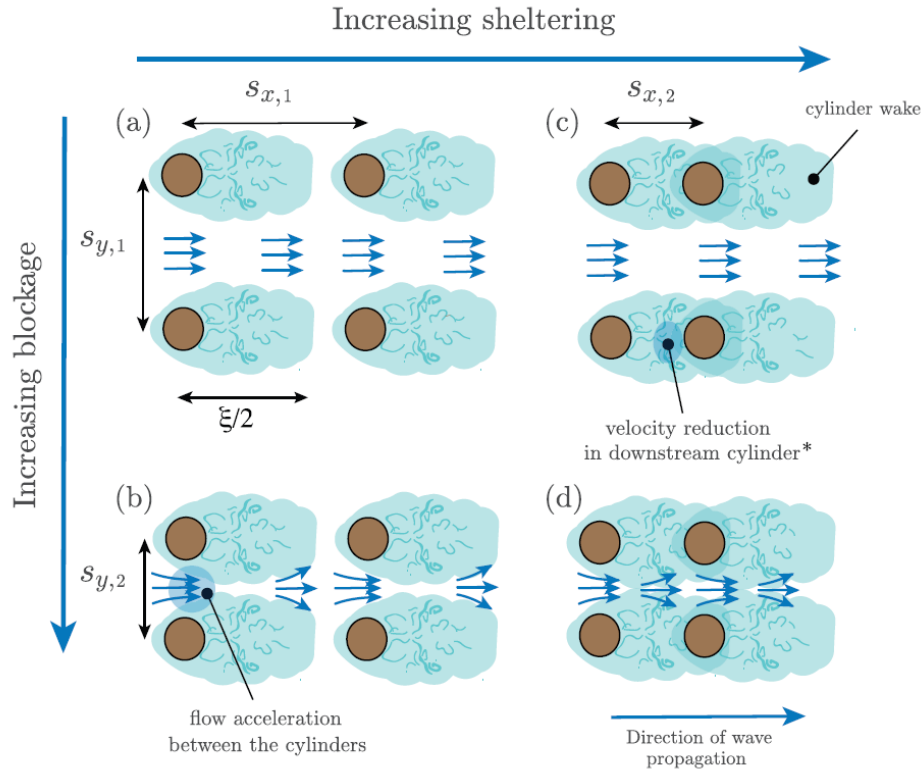 Increasing sheltering
Increasing blockage
(a)
s_{x,1}
s_{y,1}
ξ/2
(c)
s_{x,2}
cylinder wake
velocity reduction
in downstream cylinder*
(b)
s_{y,2}
flow acceleration
between the cylinders
(d)
Direction of wave
propagation